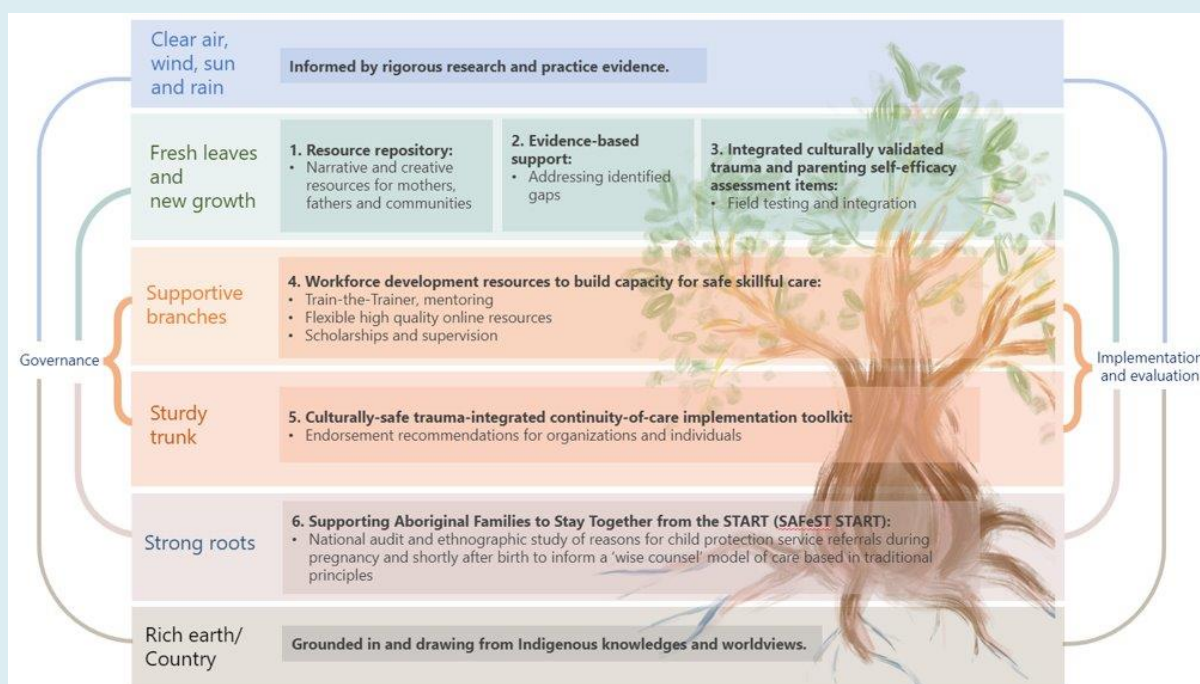 Clear air,
wind, sun
and rain
Informed by rigorous research and practice evidence.
Fresh leaves
and
new growth
1. Resource repository:
• Narrative and creative
resources for mothers,
fathers and communities
2. Evidence-based
support:
• Addressing identified
gaps
3. Integrated culturally validated
trauma and parenting self-efficacy
assessment items:
• Field testing and integration
Supportive
branches
4. Workforce development resources to build capacity for safe skillful care:
• Train-the-Trainer, mentoring
• Flexible high quality online resources
• Scholarships and supervision
Governance
Implementation
and evaluation
Sturdy
trunk
5. Culturally-safe trauma-integrated continuity-of-care implementation toolkit:
• Endorsement recommendations for organizations and individuals
Strong roots
6. Supporting Aboriginal Families to Stay Together from the START (SAFeST START):
• National audit and ethnographic study of reasons for child protection service referrals during
pregnancy and shortly after birth to inform a ‘wise counsel’ model of care based in traditional
principles
Rich earth/
Country
Grounded in and drawing from Indigenous knowledges and worldviews.